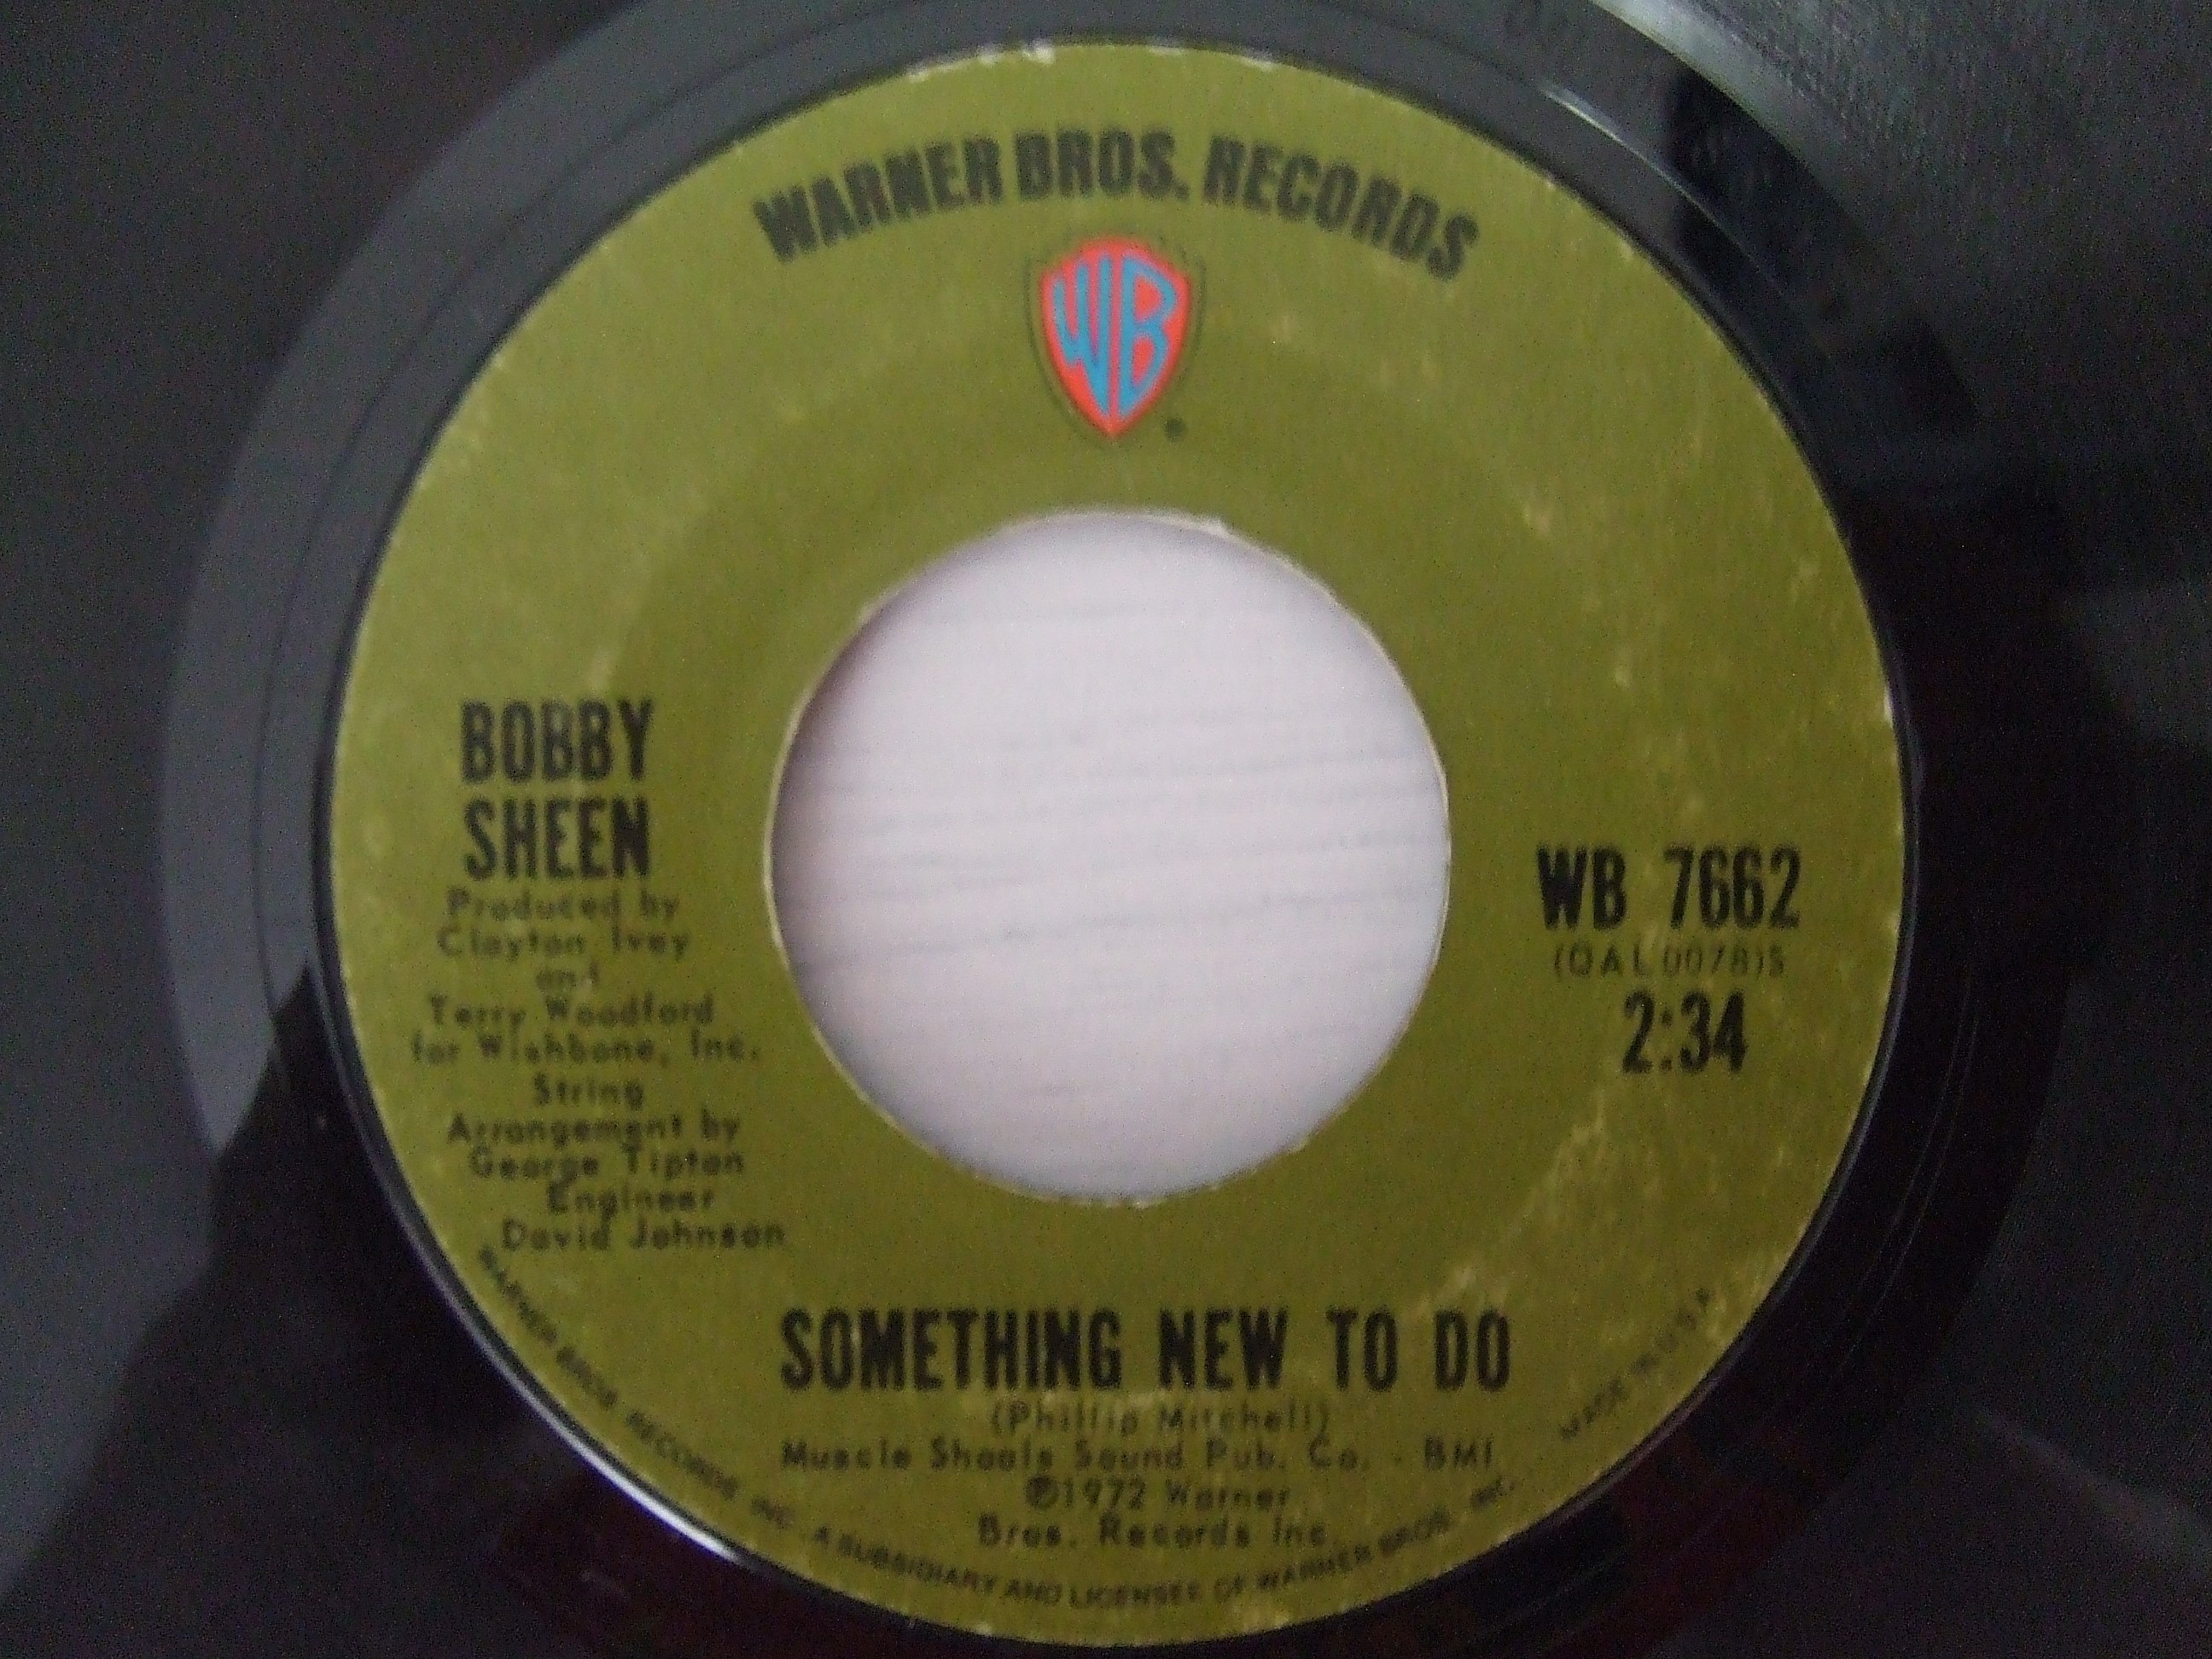 WARNER BROS. RECORDS
WB
BOBBY
SHEEN
Produced by
Clayton Ivey
and
Terry Woodford
for Wishbone, Inc.
String
Arrangement by
George Tipton
Engineer
David Johnson
WB 7662
(QAL0078)S
2:34
SOMETHING NEW TO DO
(Phillip Mitchell)
Muscle Shoals Sound Pub. Co. - BMI
℗1972 Warner
Bros. Records Inc.
WARNER BROS. RECORDS INC., A SUBSIDIARY AND LICENSEE OF WARNER BROS., INC. MADE IN U.S.A.